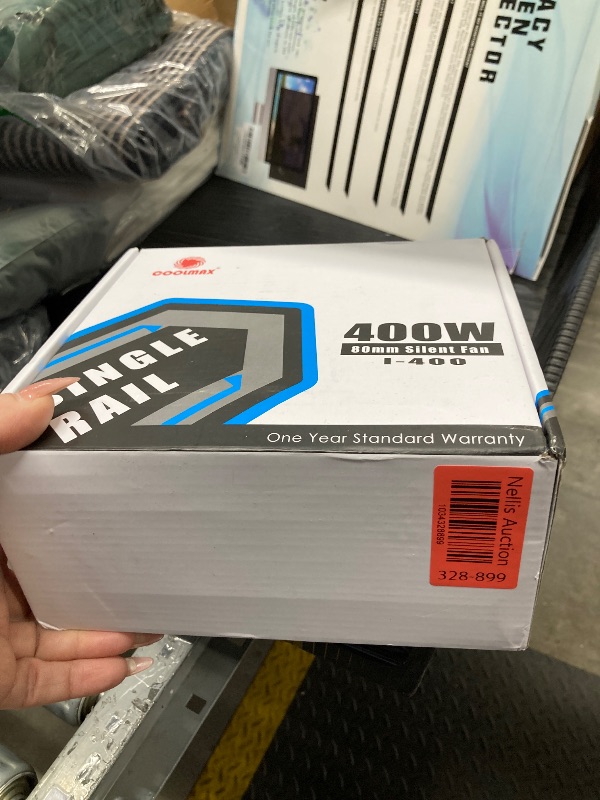 ACY
EN
ECTOR
COOLMAX
400W
80mm Silent Fan
I-400
SINGLE
RAIL
One Year Standard Warranty
Nellis Auction
1034328899
328-899